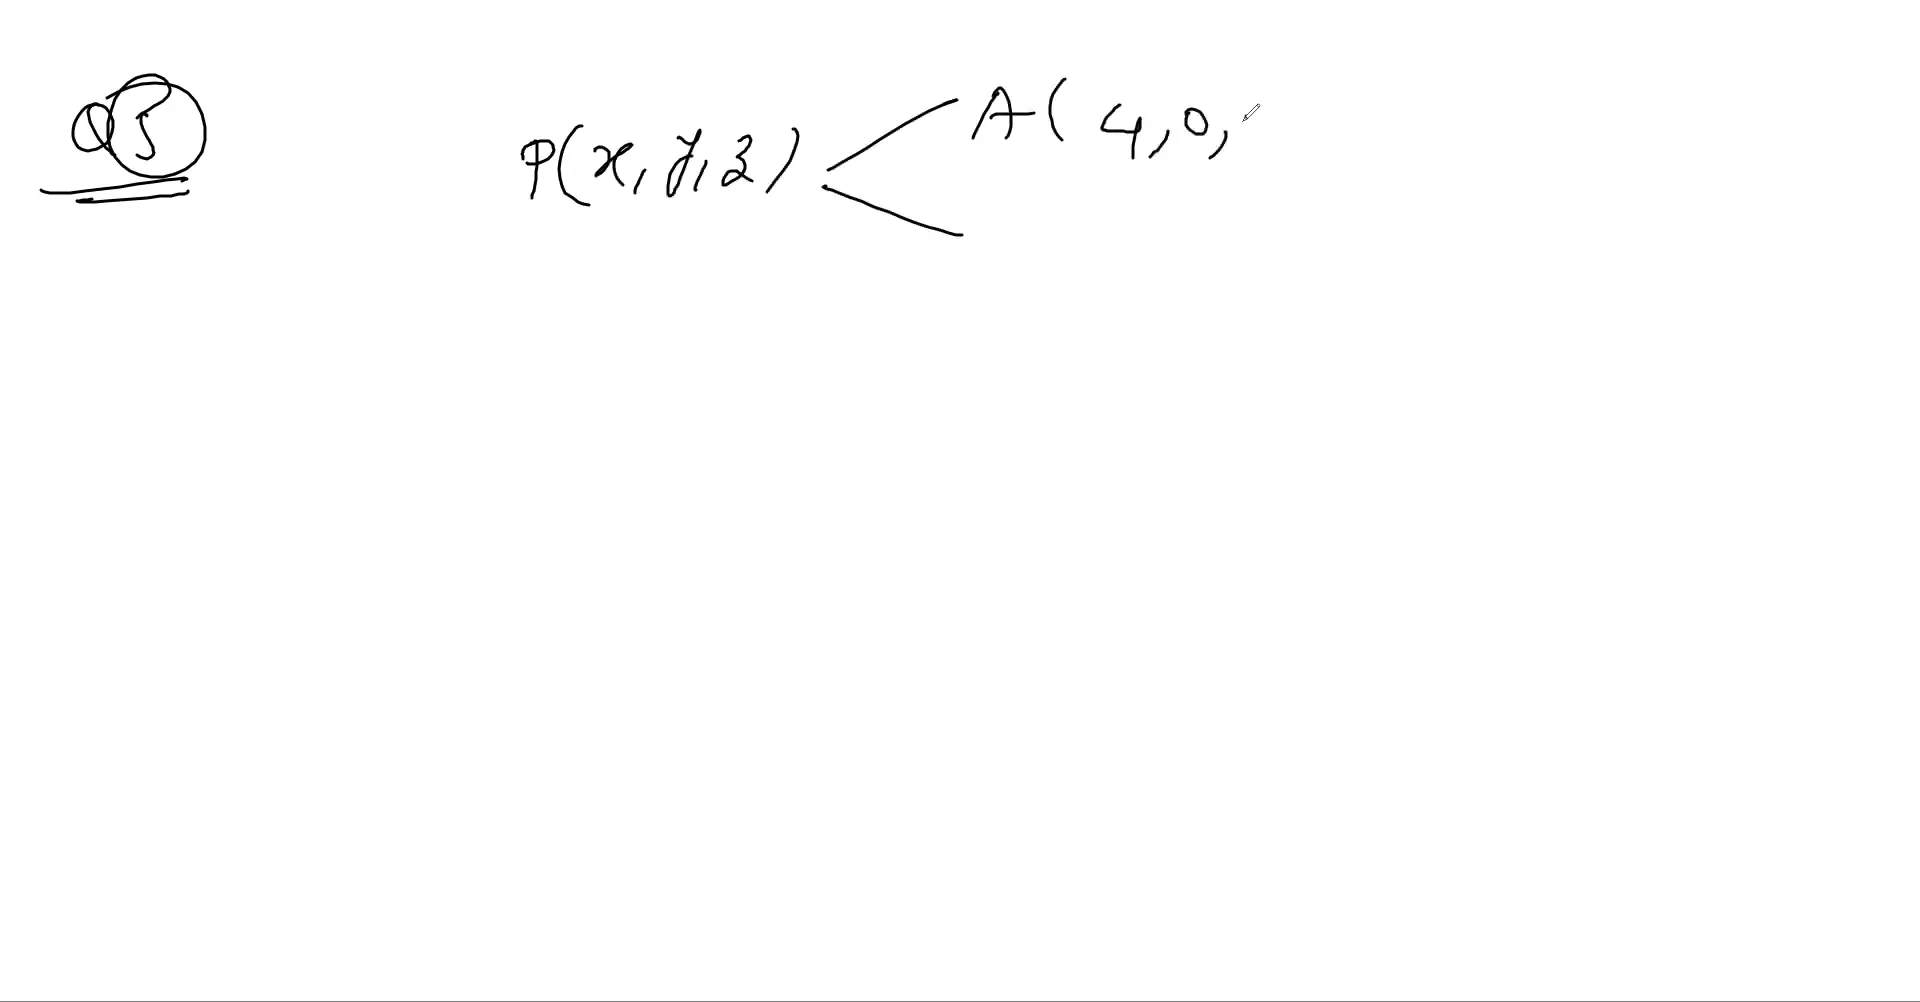 Q5
P(x, y, z)
A( 4, 0,